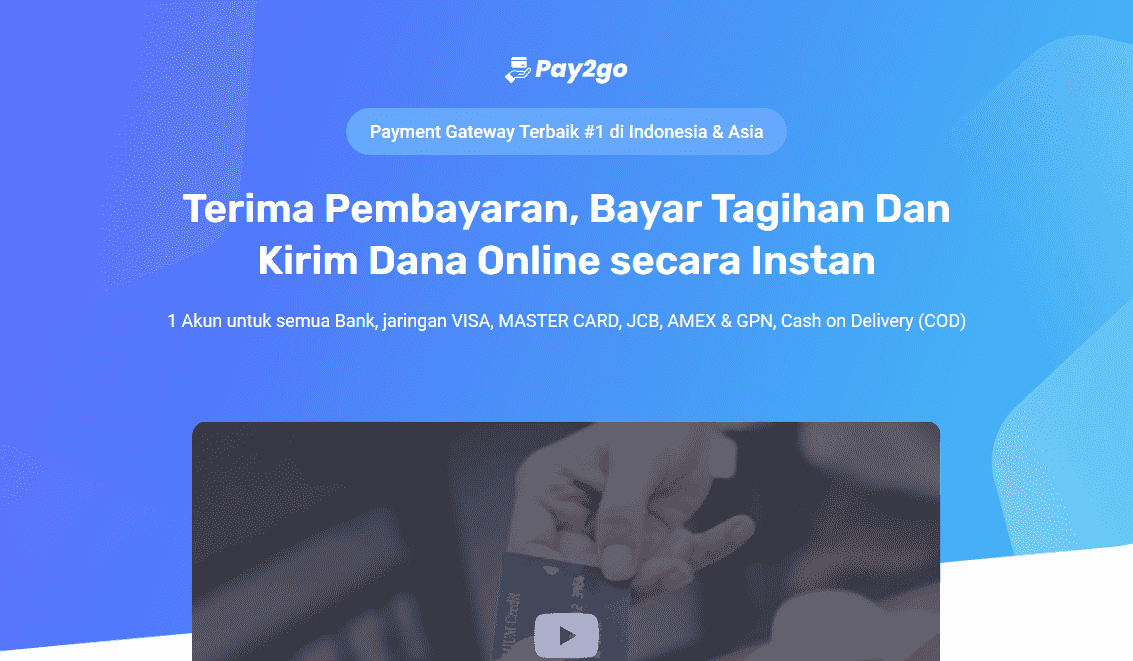 Pay2go
Payment Gateway Terbaik #1 di Indonesia & Asia
Terima Pembayaran, Bayar Tagihan Dan
Kirim Dana Online secara Instan
1 Akun untuk semua Bank, jaringan VISA, MASTER CARD, JCB, AMEX & GPN, Cash on Delivery (COD)
Credit